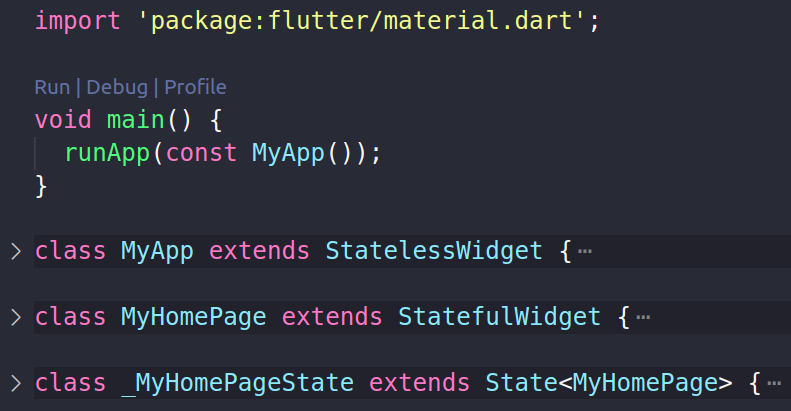 import 'package:flutter/material.dart';
Run | Debug | Profile
void main() {
  runApp(const MyApp());
}
class MyApp extends StatelessWidget {⋯
class MyHomePage extends StatefulWidget {⋯
class _MyHomePageState extends State<MyHomePage> {⋯